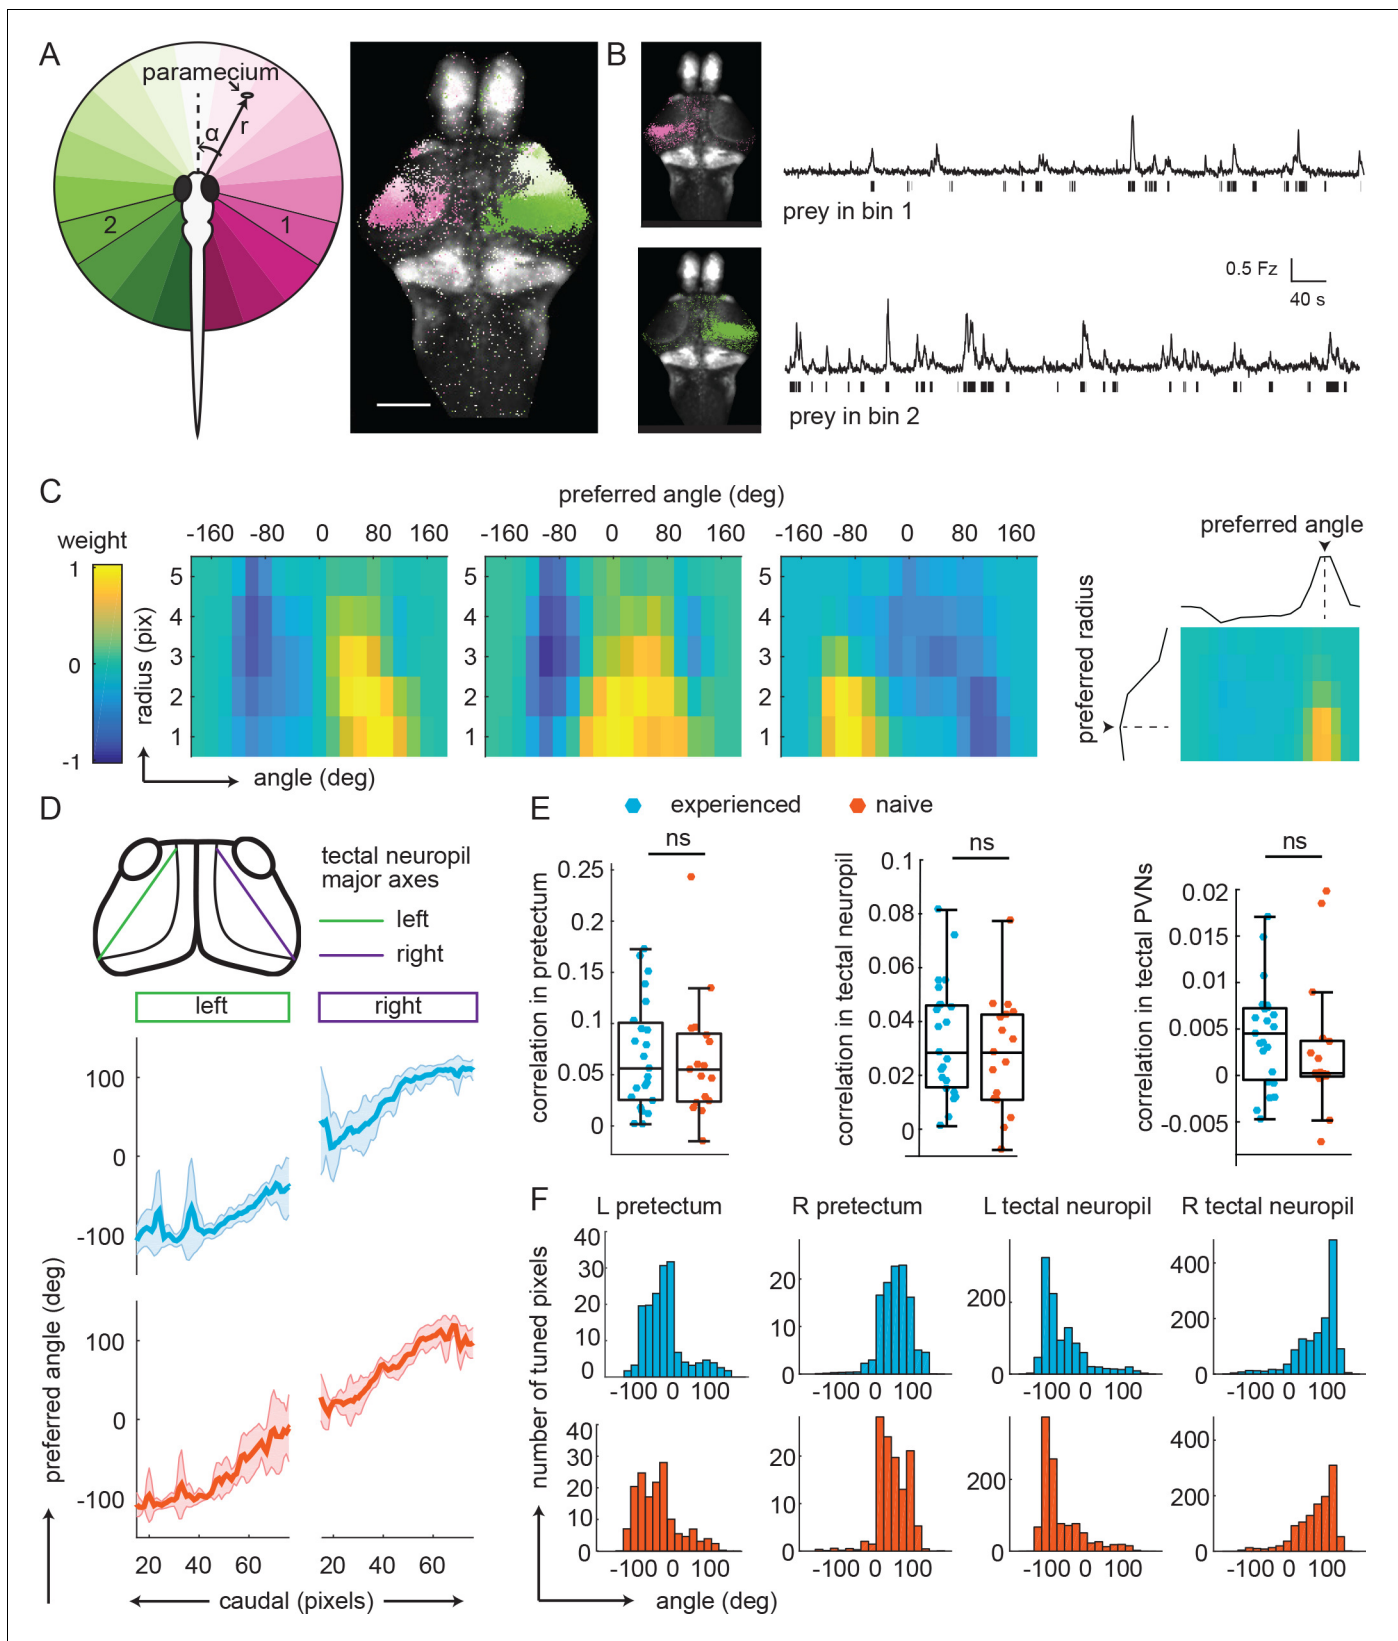 A
paramecium
α
r
2
1
B
prey in bin 1
0.5 Fz
40 s
prey in bin 2
C
preferred angle (deg)
-160 -80 0 80 160
-160 -80 0 80 160
-160 -80 0 80 160
weight
1
0
-1
radius (pix)
5
4
3
2
1
5
4
3
2
1
5
4
3
2
1
angle (deg)
preferred angle
preferred radius
D
tectal neuropil
major axes
left
right
left
right
100
0
-100
100
0
-100
preferred angle (deg)
20 40 60
20 40 60
caudal (pixels)
E
experienced
naive
ns
correlation in pretectum
0.25
0.2
0.15
0.1
0.05
0
ns
correlation in tectal neuropil
0.1
0.08
0.06
0.04
0.02
0
ns
correlation in tectal PVNs
0.02
0.015
0.01
0.005
0
-0.005
F
L pretectum
R pretectum
L tectal neuropil
R tectal neuropil
number of tuned pixels
40
30
20
10
0
-100 0 100
20
10
0
-100 0 100
200
0
-100 0 100
400
200
0
-100 0 100
40
30
20
10
0
-100 0 100
20
10
0
-100 0 100
200
0
-100 0 100
400
200
0
-100 0 100
angle (deg)